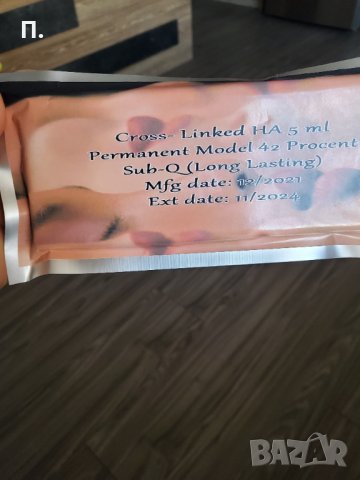 П.
Cross- Linked HA 5 ml
Permanent Model 42 Procent
Sub-Q (Long Lasting)
Mfg date: 12/2021
Ext date: 11/2024
BAZAR